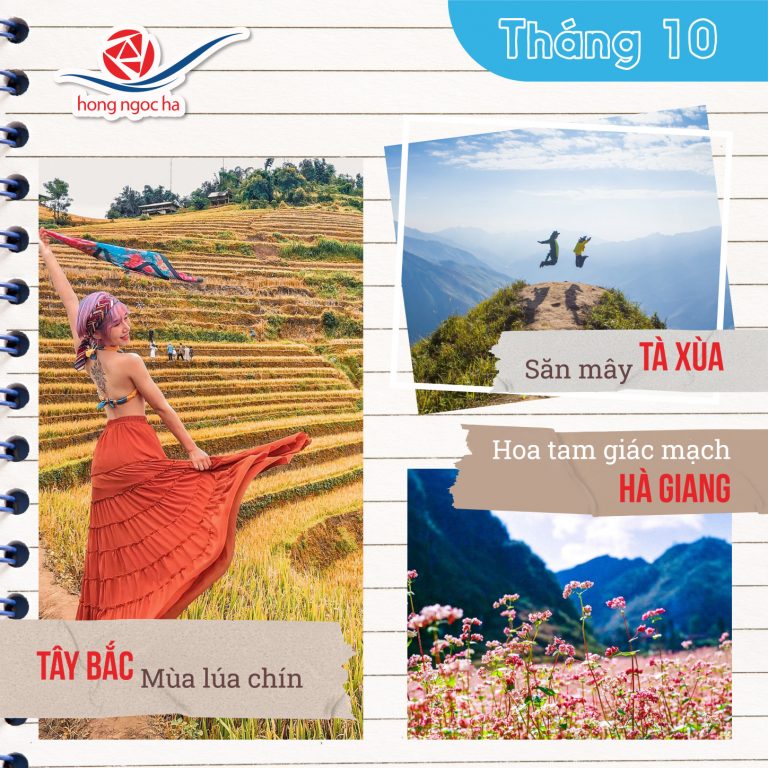 hong ngoc ha
Tháng 10
Săn mây TÀ XÙA
Hoa tam giác mạch
HÀ GIANG
TÂY BẮC Mùa lúa chín